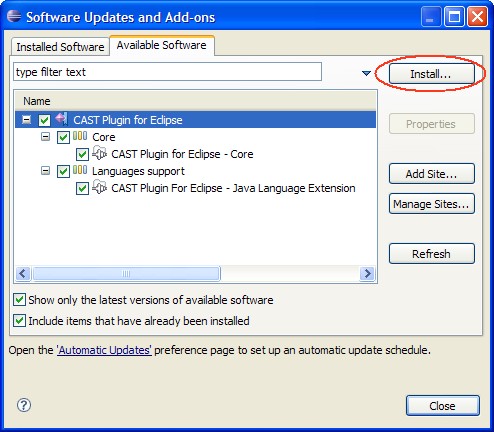 Software Updates and Add-ons
Installed Software
Available Software
type filter text
Install...
Name
CAST Plugin for Eclipse
Properties
Core
CAST Plugin for Eclipse - Core
Languages support
Add Site...
CAST Plugin For Eclipse - Java Language Extension
Manage Sites...
Refresh
Show only the latest versions of available software
Include items that have already been installed
Open the 'Automatic Updates' preference page to set up an automatic update schedule.
?
Close